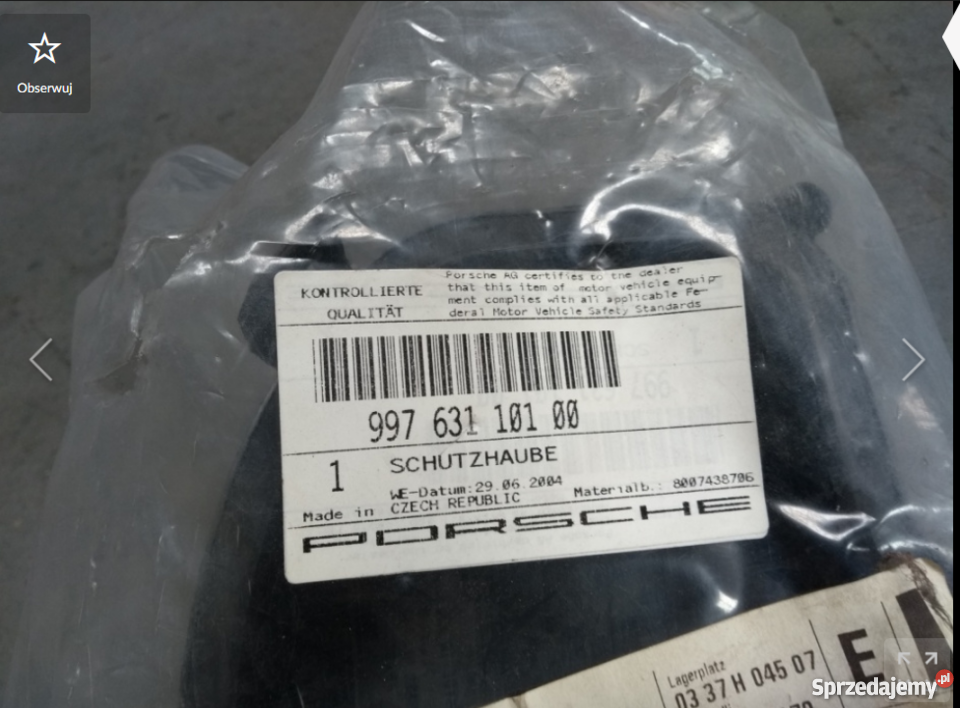 Obserwuj
KONTROLLIERTE
QUALITÄT
Porsche AG certifies to the dealer
that this item of motor vehicle equip-
ment complies with all applicable Fe-
deral Motor Vehicle Safety Standards
997 631 101 00
1
SCHUTZHAUBE
WE-Datum:29.06.2004
Materialb.: 8007438706
Made in CZECH REPUBLIC
PORSCHE
Lagerplatz
03 37 H 045 07
E
Sprzedajemy.pl